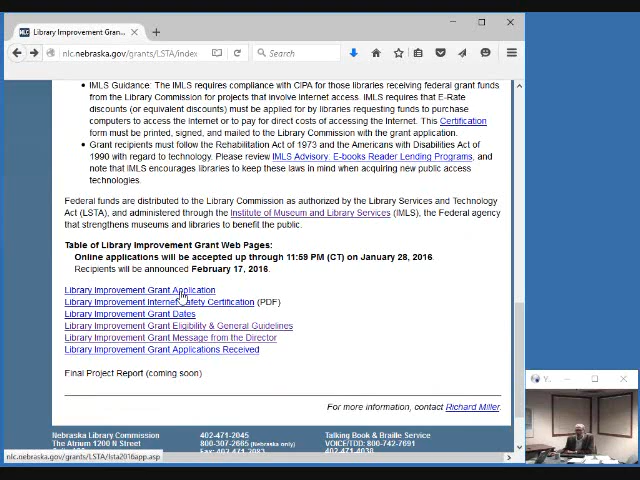 Library Improvement Grant...
nlc.nebraska.gov/grants/LSTA/index
Search
IMLS Guidance: The IMLS requires compliance with CIPA for those libraries receiving federal grant funds
from the Library Commission for projects that involve Internet access. IMLS requires that E-Rate
discounts (or equivalent discounts) must be applied for by libraries requesting funds to purchase
computers to access the Internet or to pay for direct costs of accessing the Internet. This Certification
form must be printed, signed, and mailed to the Library Commission with the grant application.
Grant recipients must follow the Rehabilitation Act of 1973 and the Americans with Disabilities Act of
1990 with regard to technology. Please review IMLS Advisory: E-books Reader Lending Programs, and
note that IMLS encourages libraries to keep these laws in mind when acquiring new public access
technologies.
Federal funds are distributed to the Library Commission as authorized by the Library Services and Technology
Act (LSTA), and administered through the Institute of Museum and Library Services (IMLS), the Federal agency
that strengthens museums and libraries to benefit the public.
Table of Library Improvement Grant Web Pages:
Online applications will be accepted up through 11:59 PM (CT) on January 28, 2016.
Recipients will be announced February 17, 2016.
Library Improvement Grant Application
Library Improvement Internet Safety Certification (PDF)
Library Improvement Grant Dates
Library Improvement Grant Eligibility & General Guidelines
Library Improvement Grant Message from the Director
Library Improvement Grant Applications Received
Final Project Report (coming soon)
For more information, contact Richard Miller.
Nebraska Library Commission 402-471-2045 Talking Book & Braille Service
The Atrium 1200 N Street 800-307-2665 (Nebraska only) VOICE/TDD: 800-742-7691
Fax: 402-471-2083 402-471-4038
nlc.nebraska.gov/grants/LSTA/lsta2016app.asp